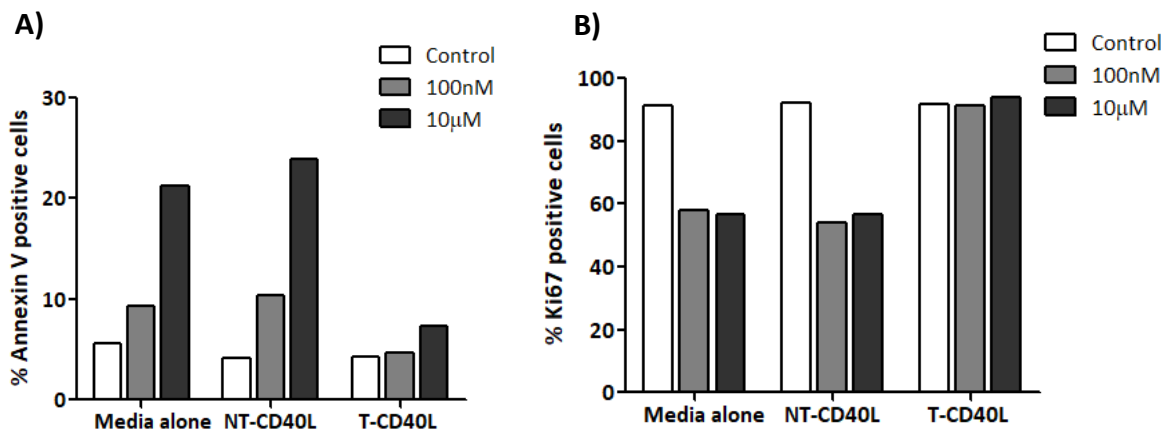 A)
Control
100nM
10μM
% Annexin V positive cells
30
20
10
0
Media alone NT-CD40L T-CD40L
B)
Control
100nM
10μM
% Ki67 positive cells
100
80
60
40
20
0
Media alone NT-CD40L T-CD40L